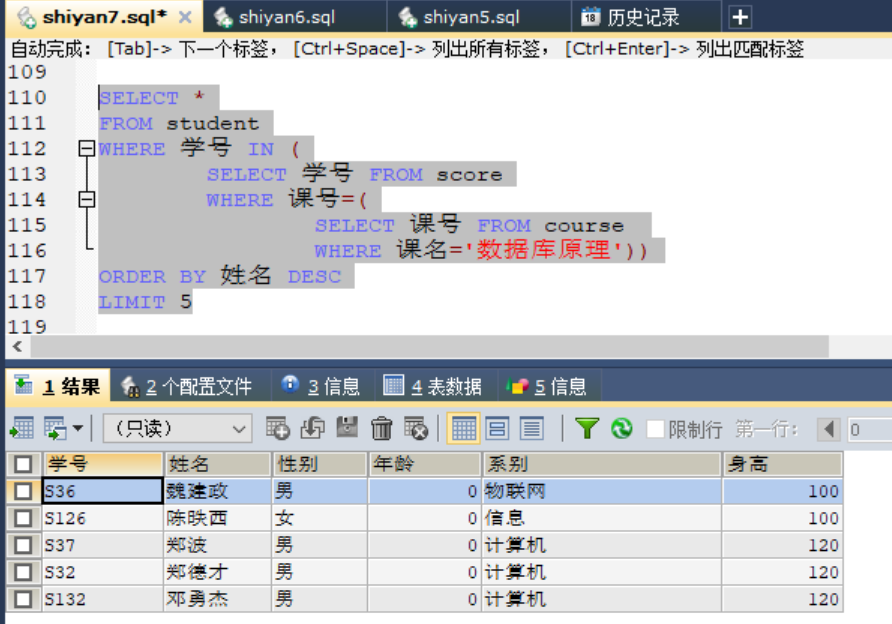 shiyan7.sql* shiyan6.sql shiyan5.sql 18 历史记录
自动完成： [Tab]-> 下一个标签， [Ctrl+Space]-> 列出所有标签， [Ctrl+Enter]-> 列出匹配标签
109
110 SELECT *
111 FROM student
112 WHERE 学号 IN (
113 SELECT 学号 FROM score
114 WHERE 课号=(
115 SELECT 课号 FROM course
116 WHERE 课名='数据库原理'))
117 ORDER BY 姓名 DESC
118 LIMIT 5
119
1 结果 2 个配置文件 3 信息 4 表数据 5 信息
（只读） 限制行 第一行： 0
学号 姓名 性别 年龄 系别 身高
S36 魏建政 男 0 物联网 100
S126 陈昳西 女 0 信息 100
S37 郑波 男 0 计算机 120
S32 郑德才 男 0 计算机 120
S132 邓勇杰 男 0 计算机 120